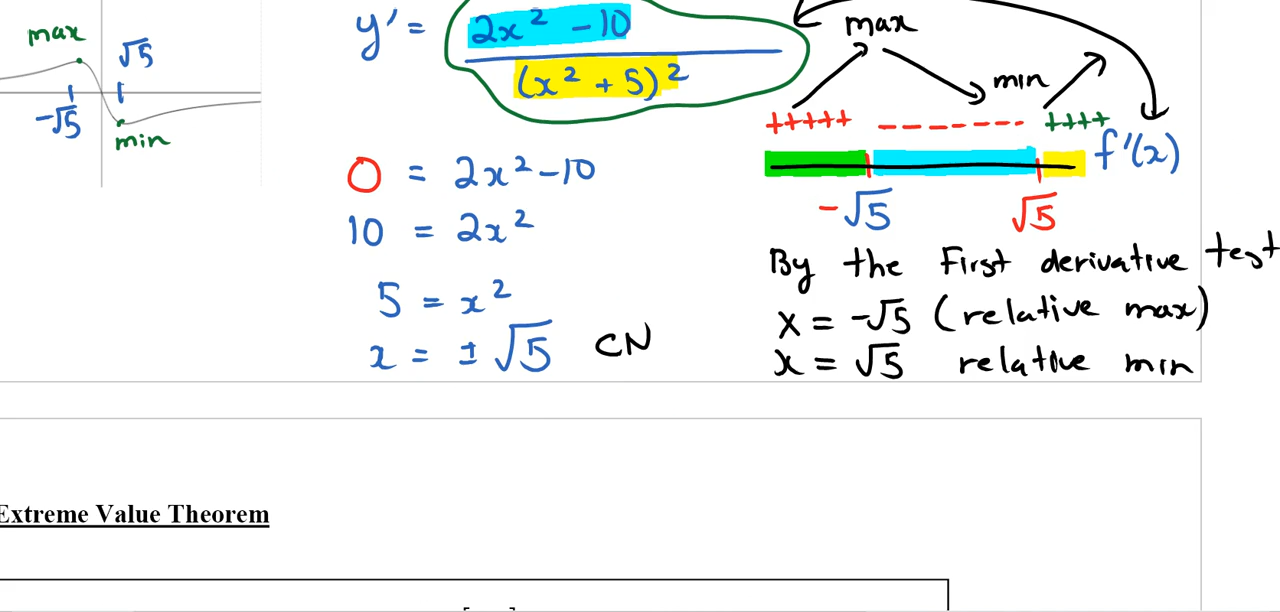 max
√5
-√5
min
y' = 2x² - 10
(x² + 5)²
0 = 2x² - 10
10 = 2x²
5 = x²
x = ± √5 CN
max
min
+++++ -------- ++++
f'(x)
-√5 √5
By the First derivative test
x = -√5 (relative max)
x = √5 relative min
Extreme Value Theorem